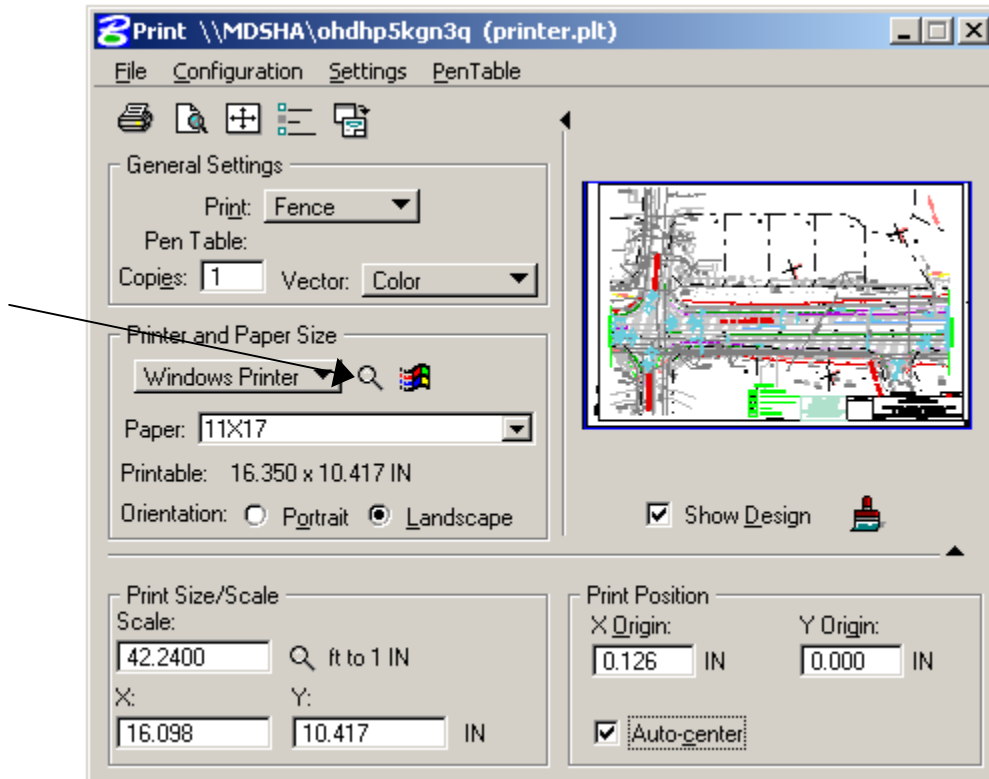 Print \\MDSHA\ohdhp5kgn3q (printer.plt)
File Configuration Settings PenTable
General Settings
Print: Fence
Pen Table:
Copies: 1 Vector: Color
Printer and Paper Size
Windows Printer
Paper: 11X17
Printable: 16.350 x 10.417 IN
Orientation: Portrait Landscape
Show Design
Print Size/Scale
Scale:
42.2400 ft to 1 IN
X: Y:
16.098 10.417 IN
Print Position
X Origin: Y Origin:
0.126 IN 0.000 IN
Auto-center